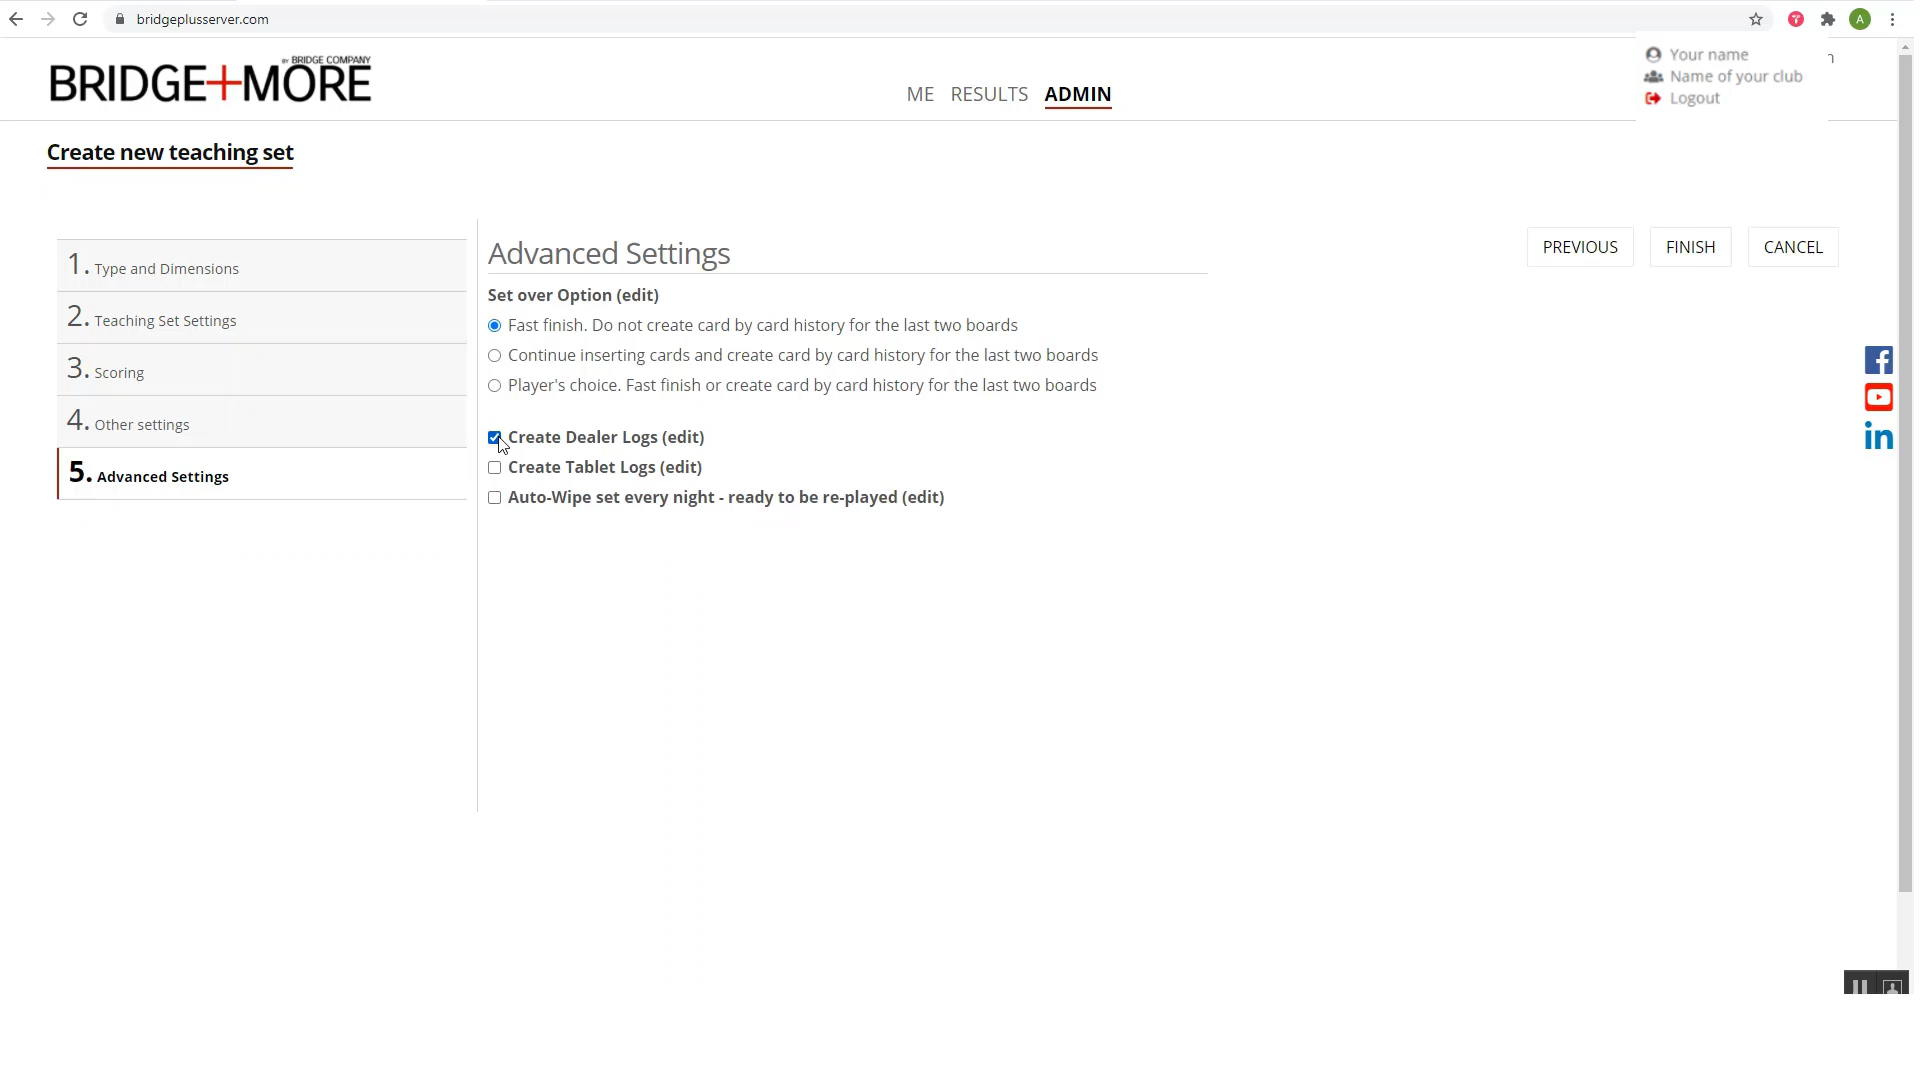 bridgeplusserver.com
A
BY BRIDGE COMPANY
BRIDGE+MORE
ME RESULTS ADMIN
Your name
Name of your club
Logout
n
Create new teaching set
1. Type and Dimensions
2. Teaching Set Settings
3. Scoring
4. Other settings
5. Advanced Settings
Advanced Settings
PREVIOUS FINISH CANCEL
Set over Option (edit)
Fast finish. Do not create card by card history for the last two boards
Continue inserting cards and create card by card history for the last two boards
Player's choice. Fast finish or create card by card history for the last two boards
Create Dealer Logs (edit)
Create Tablet Logs (edit)
Auto-Wipe set every night - ready to be re-played (edit)